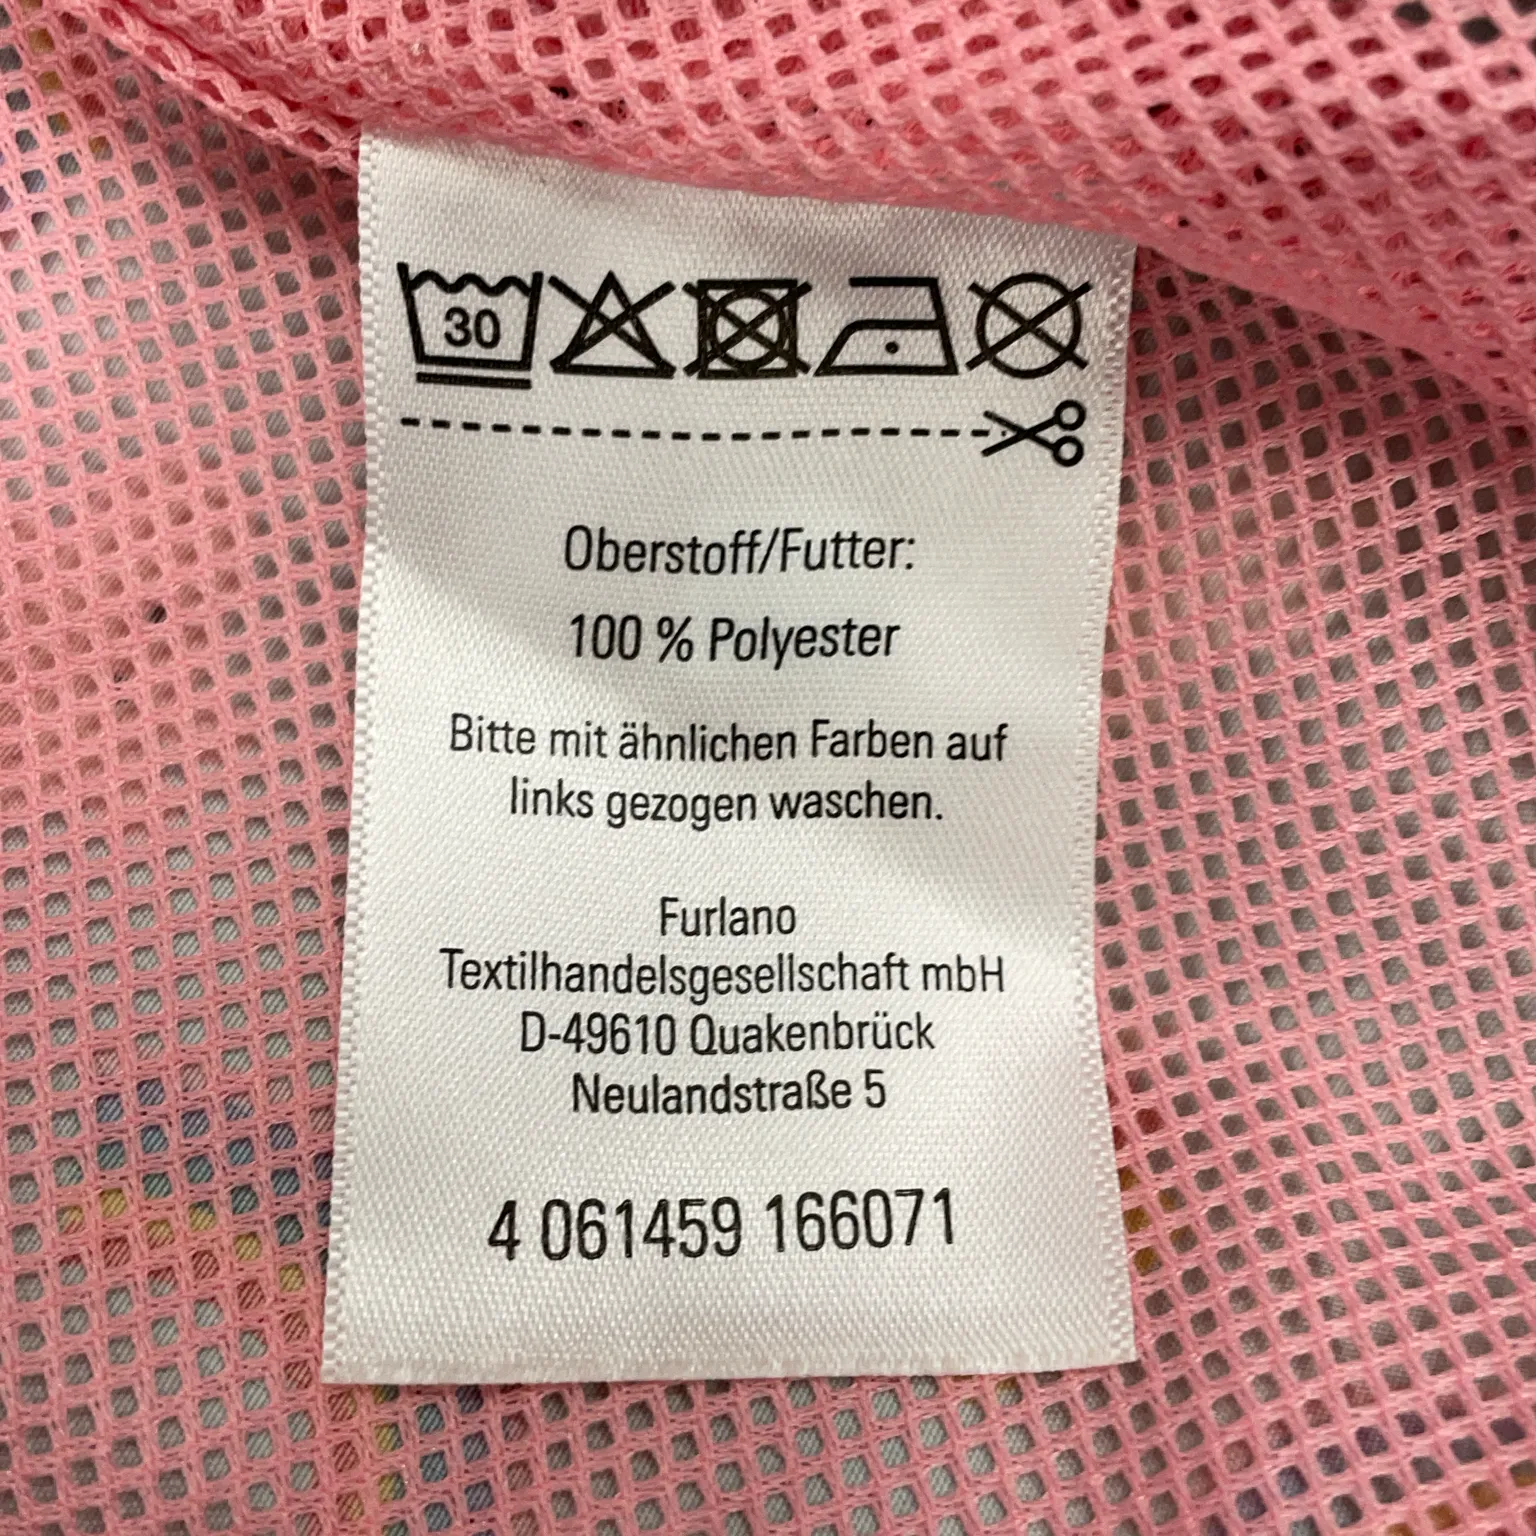 30
Oberstoff/Futter:
100 % Polyester
Bitte mit ähnlichen Farben auf
links gezogen waschen.
Furlano
Textilhandelsgesellschaft mbH
D-49610 Quakenbrück
Neulandstraße 5
4 061459 166071